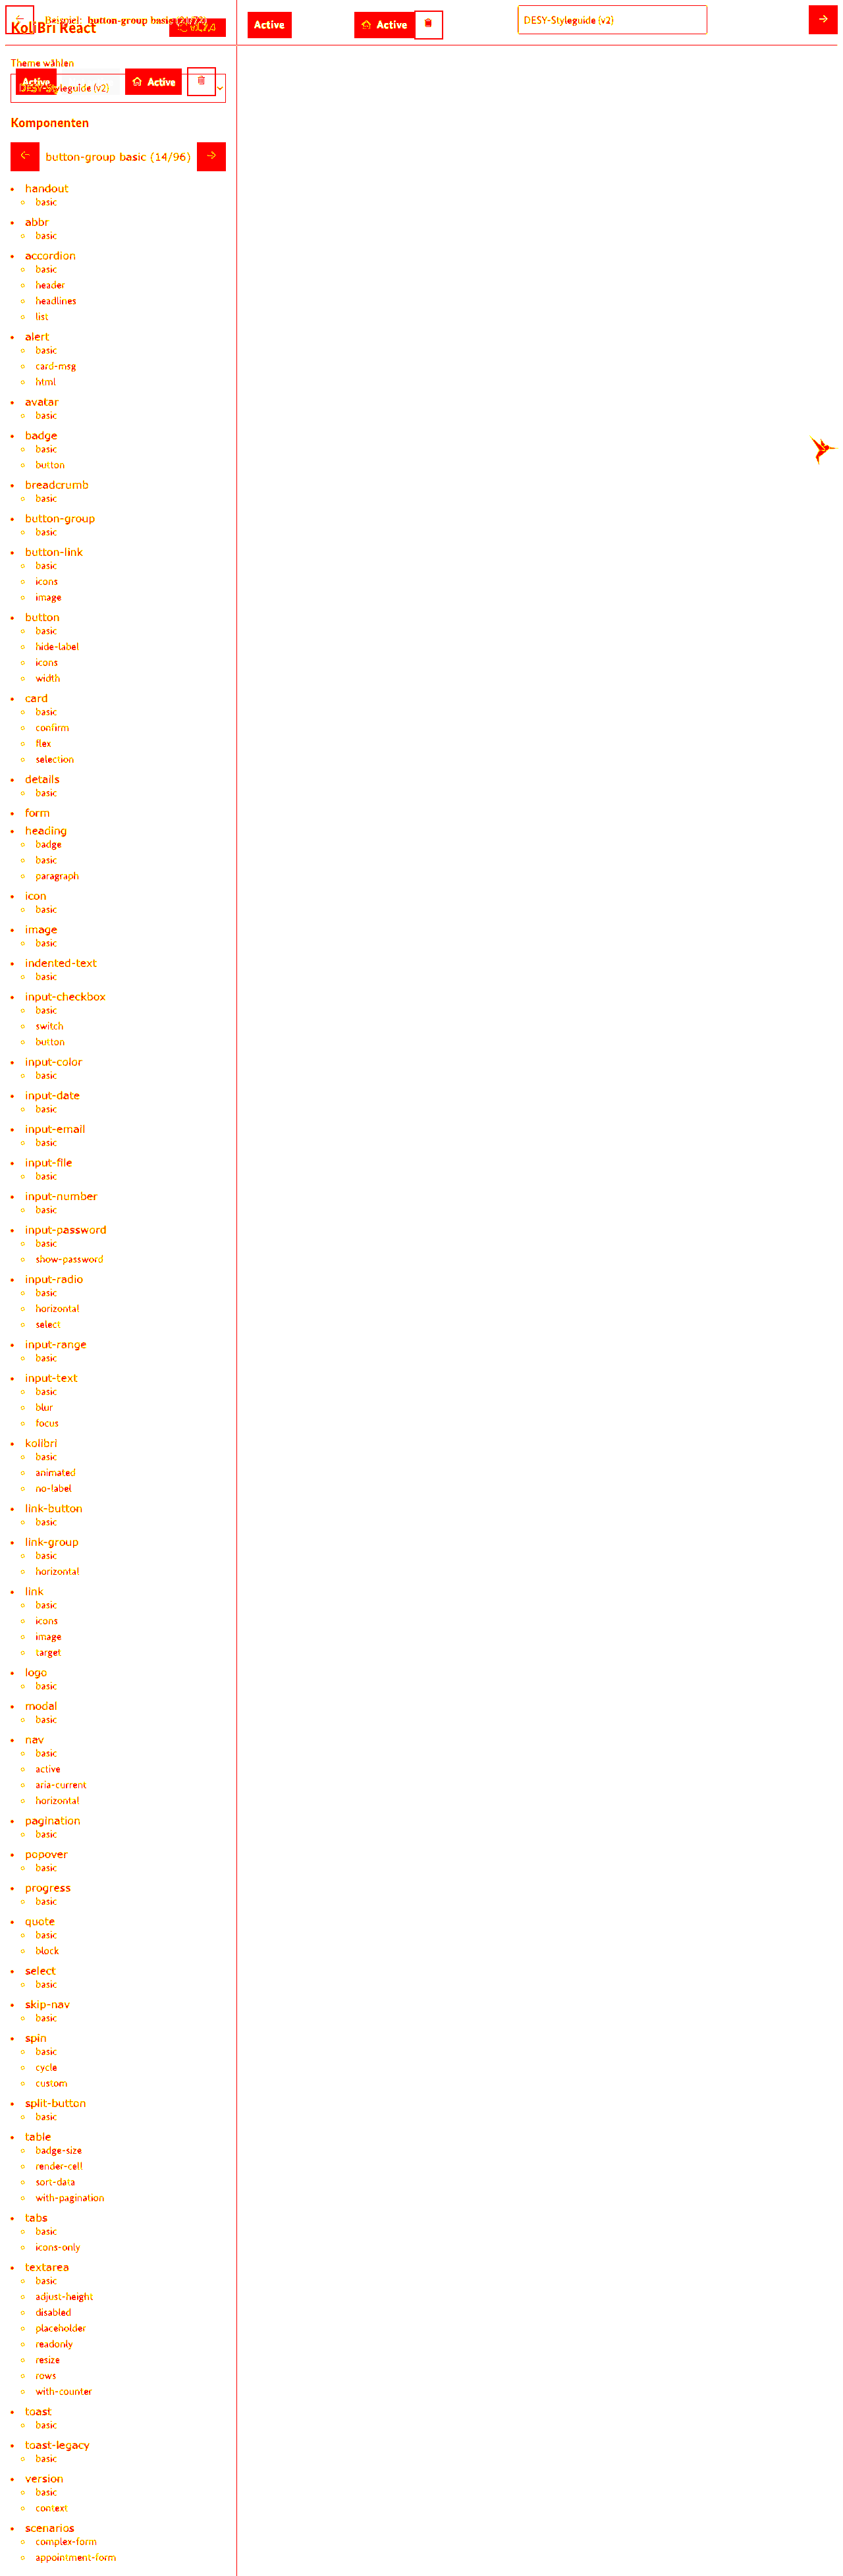 Beispiel: button-group basic
KoliBri React
DESY-Styleguide (v2)
Active
Active
Theme wählen
Active
Active
DESY-Styleguide (v2)
Komponenten
button-group basic (14/96)
handout
basic
abbr
basic
accordion
basic
header
headlines
list
alert
basic
card-msg
html
avatar
basic
badge
basic
button
breadcrumb
basic
button-group
basic
button-link
basic
icons
image
button
basic
hide-label
icons
width
card
basic
confirm
flex
selection
details
basic
form
heading
badge
basic
paragraph
icon
basic
image
basic
indented-text
basic
input-checkbox
basic
switch
button
input-color
basic
input-date
basic
input-email
basic
input-file
basic
input-number
basic
input-password
basic
show-password
input-radio
basic
horizontal
select
input-range
basic
input-text
basic
blur
focus
kolibri
basic
animated
no-label
link-button
basic
link-group
basic
horizontal
link
basic
icons
image
target
logo
basic
modal
basic
nav
basic
active
aria-current
horizontal
pagination
basic
popover
basic
progress
basic
quote
basic
block
select
basic
skip-nav
basic
spin
basic
cycle
custom
split-button
basic
table
badge-size
render-cell
sort-data
with-pagination
tabs
basic
icons-only
textarea
basic
adjust-height
disabled
placeholder
readonly
resize
rows
with-counter
toast
basic
toast-legacy
basic
version
basic
context
scenarios
complex-form
appointment-form